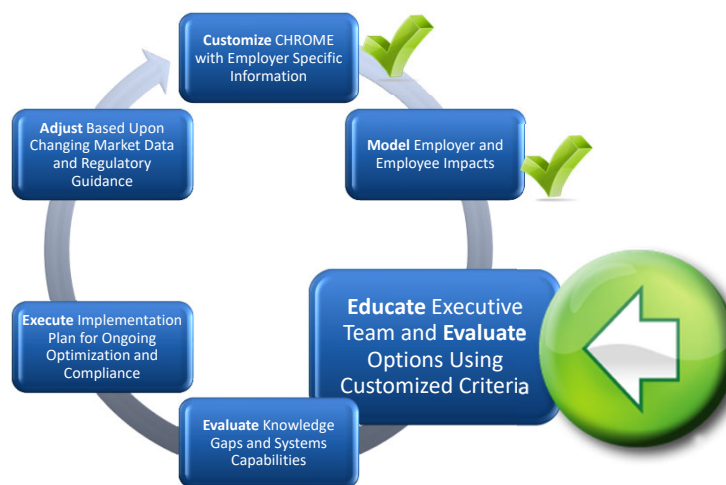 Customize CHROME
with Employer Specific
Information
Model Employer and
Employee Impacts
Educate Executive
Team and Evaluate
Options Using
Customized Criteria
Evaluate Knowledge
Gaps and Systems
Capabilities
Execute Implementation
Plan for Ongoing
Optimization and
Compliance
Adjust Based Upon
Changing Market Data
and Regulatory
Guidance